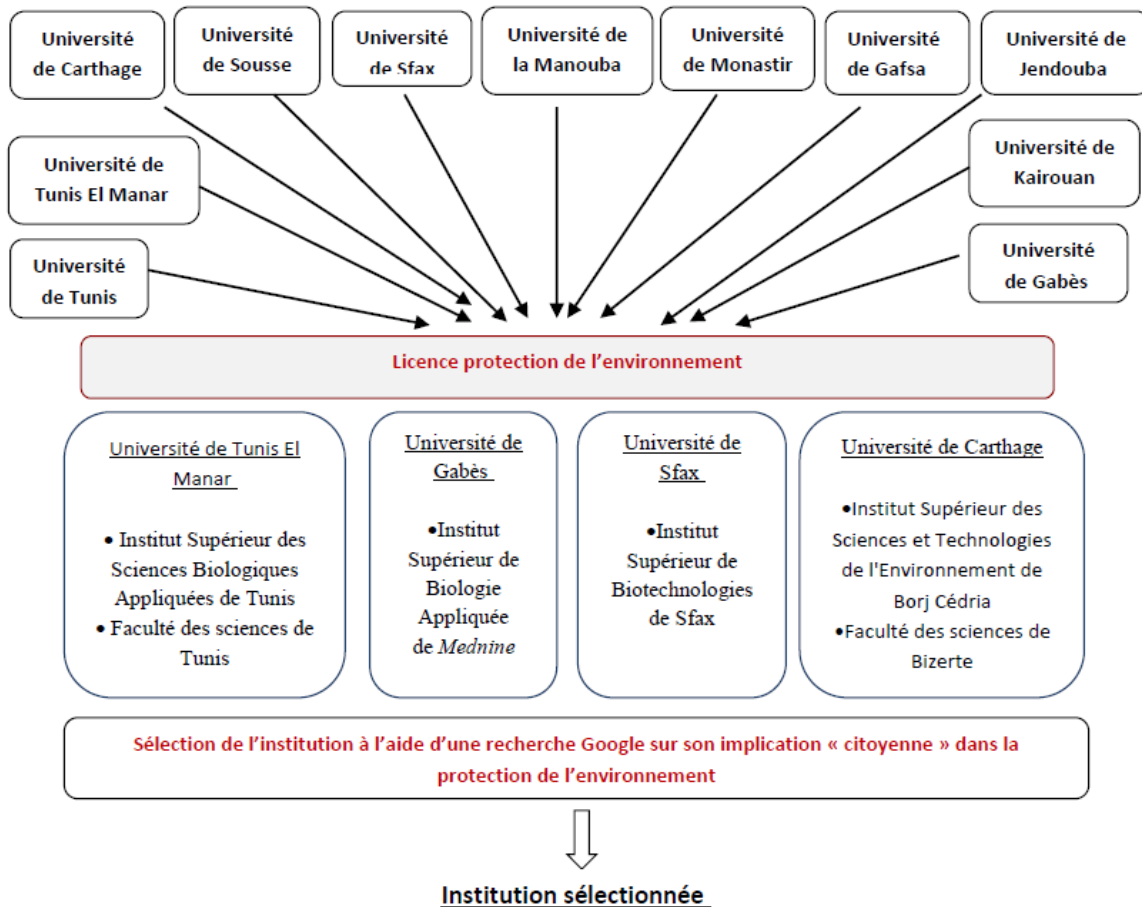 Université
de Carthage
Université
de Sousse
Université
de Sfax
Université de
la Manouba
Université
de Monastir
Université
de Gafsa
Université de
Jendouba
Université de
Tunis El Manar
Université de
Kairouan
Université
de Tunis
Université
de Gabès
Licence protection de l'environnement
Université de Tunis El
Manar
• Institut Supérieur des
Sciences Biologiques
Appliquées de Tunis
• Faculté des sciences de
Tunis
Université de
Gabès
•Institut
Supérieur de
Biologie
Appliquée
de Mednine
Université de
Sfax
•Institut
Supérieur de
Biotechnologies
de Sfax
Université de Carthage
•Institut Supérieur des
Sciences et Technologies
de l'Environnement de
Borj Cédria
•Faculté des sciences de
Bizerte
Sélection de l'institution à l'aide d'une recherche Google sur son implication « citoyenne » dans la
protection de l'environnement
Institution sélectionnée